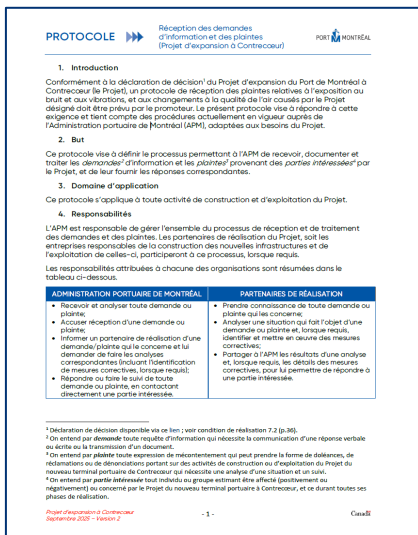 PROTOCOLE
Réception des demandes
d'information et des plaintes
(Projet d'expansion à Contrecœur)
PORT MONTRÉAL
1. Introduction
Conformément à la déclaration de décision¹ du Projet d'expansion du Port de Montréal à
Contrecœur (le Projet), un protocole de réception des plaintes relatives à l'exposition au
bruit et aux vibrations, et aux changements à la qualité de l'air causés par le Projet
désigné doit être prévu par le promoteur. Le présent protocole vise à répondre à cette
exigence et tient compte des procédures actuellement en vigueur auprès de
l'Administration portuaire de Montréal (APM), adaptées aux besoins du Projet.
2. But
Ce protocole vise à définir le processus permettant à l'APM de recevoir, documenter et
traiter les demandes² d'information et les plaintes³ provenant des parties intéressées⁴ par
le Projet, et de leur fournir les réponses correspondantes.
3. Domaine d'application
Ce protocole s'applique à toute activité de construction et d'exploitation du Projet.
4. Responsabilités
L'APM est responsable de gérer l'ensemble du processus de réception et de traitement
des demandes et des plaintes. Les partenaires de réalisation du Projet, soit les
entreprises responsables de la construction des nouvelles infrastructures et de
l'exploitation de celles-ci, participeront à ce processus, lorsque requis.
Les responsabilités attribuées à chacune des organisations sont résumées dans le
tableau ci-dessous.
ADMINISTRATION PORTUAIRE DE MONTRÉAL
• Recevoir et analyser toute demande ou
plainte;
• Accuser réception d'une demande ou
plainte;
• Informer un partenaire de réalisation d'une
demande/plainte qui le concerne et lui
demander de faire les analyses
correspondantes (incluant l'identification
de mesures correctives, lorsque requis);
• Répondre ou faire le suivi de toute
demande ou plainte, en contactant
directement une partie intéressée.
PARTENAIRES DE RÉALISATION
• Prendre connaissance de toute demande ou
plainte qui les concerne;
• Analyser une situation qui fait l'objet d'une
demande ou plainte et, lorsque requis,
identifier et mettre en œuvre des mesures
correctives;
• Partager à l'APM les résultats d'une analyse
et, lorsque requis, les détails des mesures
correctives, pour lui permettre de répondre à
une partie intéressée.
¹ Déclaration de décision disponible via ce lien ; voir condition de réalisation 7.2 (p.36).
² On entend par demande toute requête d'information qui nécessite la communication d'une réponse verbale
ou écrite ou la transmission d'un document.
³ On entend par plainte toute expression de mécontentement qui peut prendre la forme de doléances, de
réclamations ou de dénonciations portant sur des activités de construction ou d'exploitation du Projet du
nouveau terminal portuaire de Contrecœur qui nécessite une analyse d'une situation et un suivi.
⁴ On entend par partie intéressée tout individu ou groupe estimant être affecté (positivement ou
négativement) ou concerné par le Projet du nouveau terminal portuaire à Contrecœur, et ce durant toutes ses
phases de réalisation.
Projet d'expansion à Contrecœur
Septembre 2025 – Version 2
- 1 -
Canada